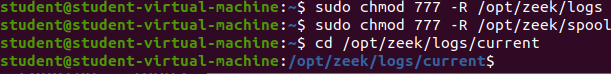 student@student-virtual-machine:~$ sudo chmod 777 -R /opt/zeek/logs
student@student-virtual-machine:~$ sudo chmod 777 -R /opt/zeek/spool
student@student-virtual-machine:~$ cd /opt/zeek/logs/current
student@student-virtual-machine:/opt/zeek/logs/current$